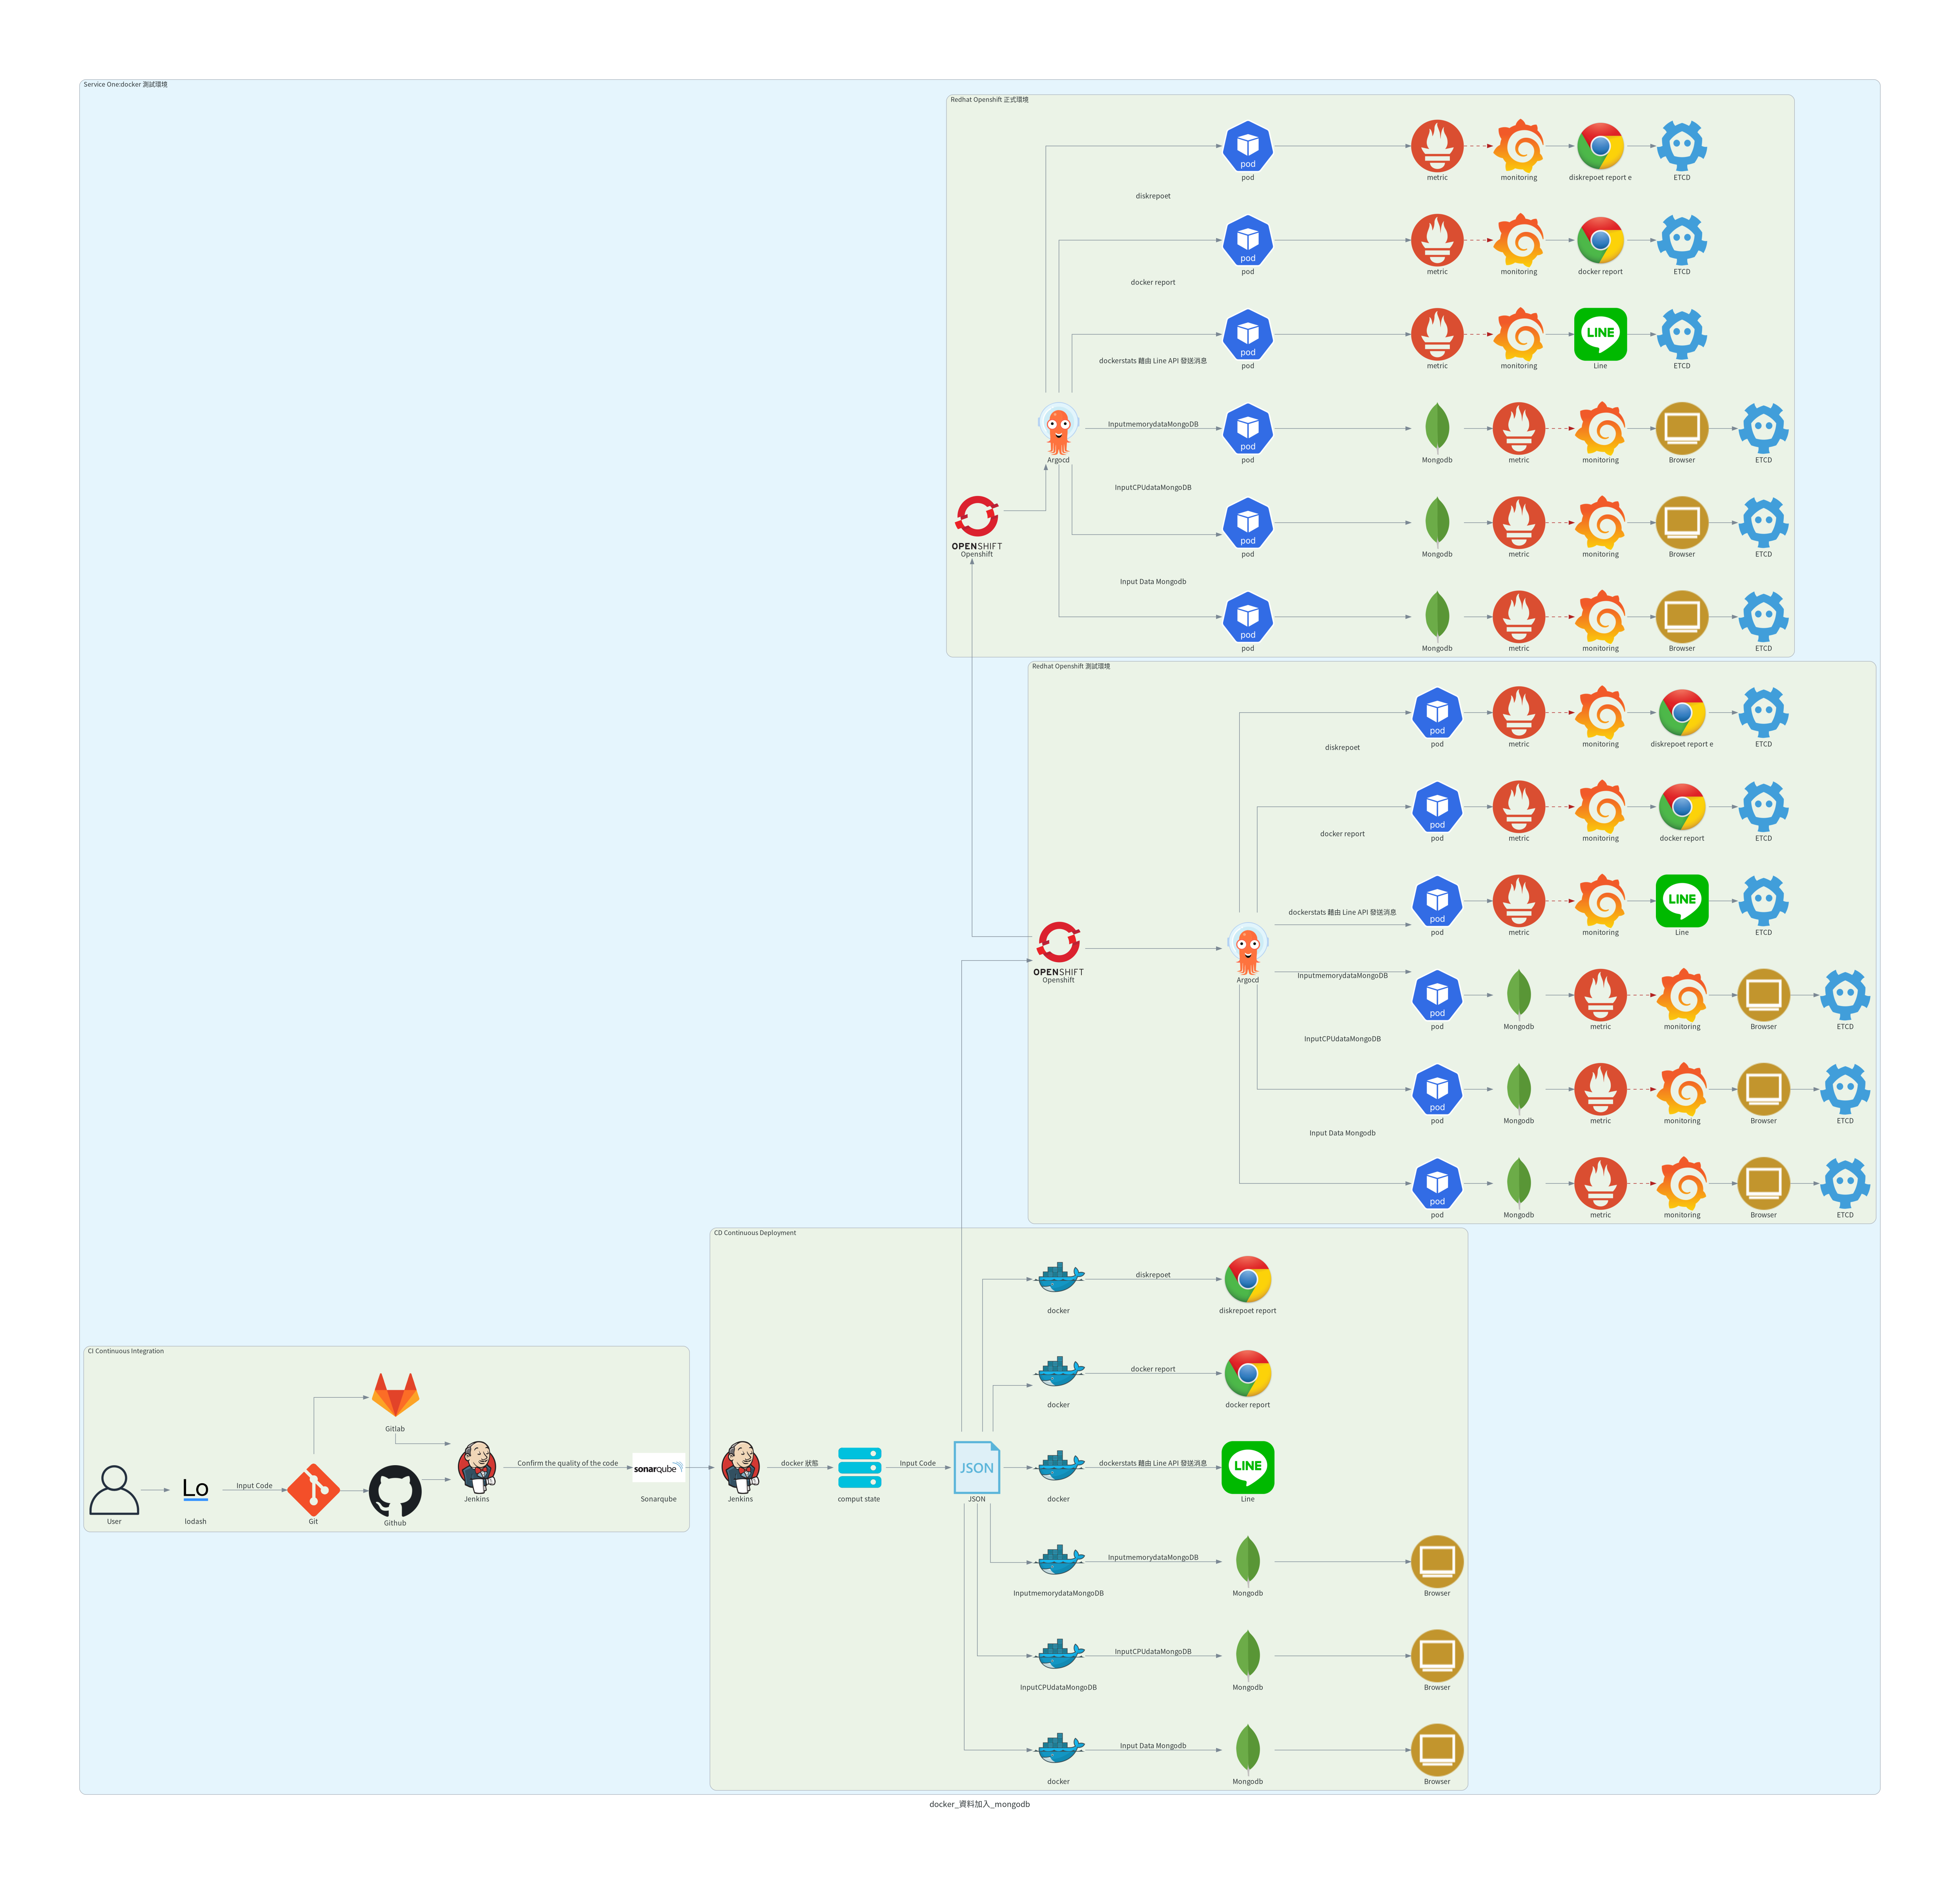 Service One:docker 測試環境
Redhat Openshift 正式環境
pod
pod
metric
monitoring
diskrepoet report e
ETCD
diskrepoet
pod
pod
metric
monitoring
docker report
ETCD
docker report
pod
pod
metric
monitoring
LINE
Line
ETCD
dockerstats 藉由 Line API 發送消息
Argocd
InputmemorydataMongoDB
pod
pod
Mongodb
metric
monitoring
Browser
ETCD
InputCPUdataMongoDB
OPENSHIFT
Openshift
pod
pod
Mongodb
metric
monitoring
Browser
ETCD
Input Data Mongodb
pod
pod
Mongodb
metric
monitoring
Browser
ETCD
Redhat Openshift 測試環境
pod
pod
metric
monitoring
diskrepoet report e
ETCD
diskrepoet
pod
pod
metric
monitoring
docker report
ETCD
docker report
pod
pod
metric
monitoring
LINE
Line
ETCD
dockerstats 藉由 Line API 發送消息
OPENSHIFT
Openshift
Argocd
InputmemorydataMongoDB
pod
pod
Mongodb
metric
monitoring
Browser
ETCD
InputCPUdataMongoDB
pod
pod
Mongodb
metric
monitoring
Browser
ETCD
Input Data Mongodb
pod
pod
Mongodb
metric
monitoring
Browser
ETCD
CD Continuous Deployment
docker
diskrepoet
diskrepoet report
docker
docker report
docker report
CI Continuous Integration
Gitlab
User
Lo
lodash
Input Code
Git
Github
Jenkins
Confirm the quality of the code
sonarqube
Sonarqube
Jenkins
docker 狀態
comput state
Input Code
JSON
JSON
docker
dockerstats 藉由 Line API 發送消息
LINE
Line
InputmemorydataMongoDB
InputmemorydataMongoDB
Mongodb
Browser
InputCPUdataMongoDB
InputCPUdataMongoDB
Mongodb
Browser
docker
Input Data Mongodb
Mongodb
Browser
docker_資料加入_mongodb